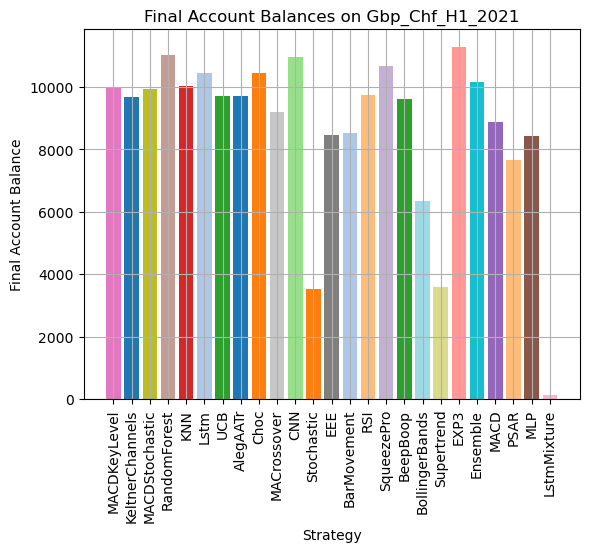 Final Account Balances on Gbp_Chf_H1_2021
Final Account Balance
10000
8000
6000
4000
2000
0
MACDKeyLevel
KeltnerChannels
MACDStochastic
RandomForest
KNN
Lstm
UCB
AlegAATr
Choc
MACrossover
CNN
Stochastic
EEE
BarMovement
RSI
SqueezePro
BeepBoop
BollingerBands
Supertrend
EXP3
Ensemble
MACD
PSAR
MLP
LstmMixture
Strategy